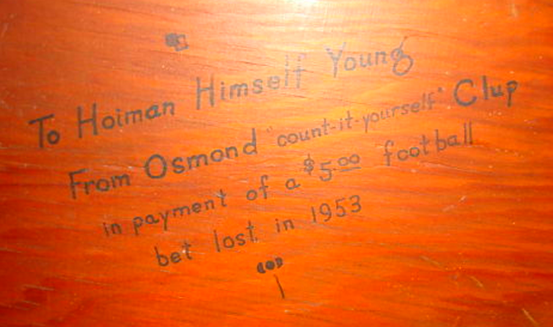 To Hoiman Himself Young
From Osmond "count-it-yourself" Clup
in payment of a $5.00 football
bet lost in 1953